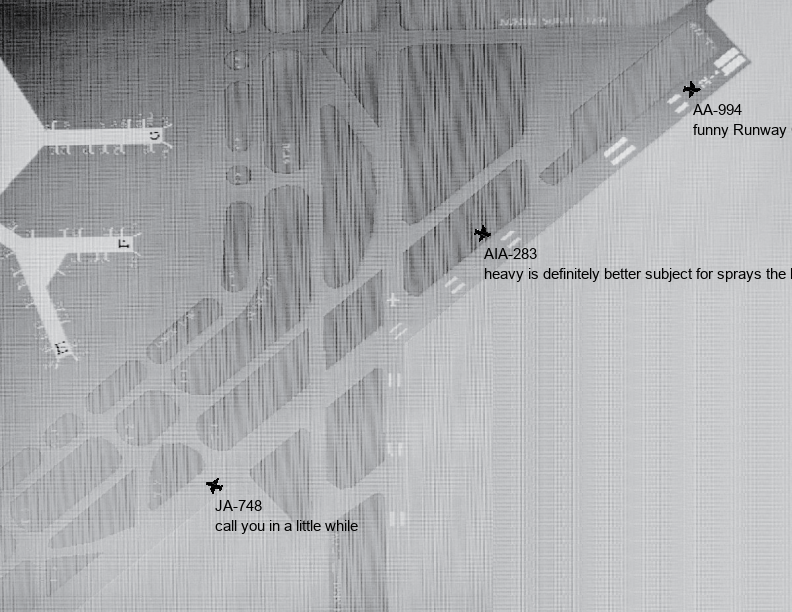 AA-994
funny Runway
AIA-283
heavy is definitely better subject for sprays the
JA-748
call you in a little while